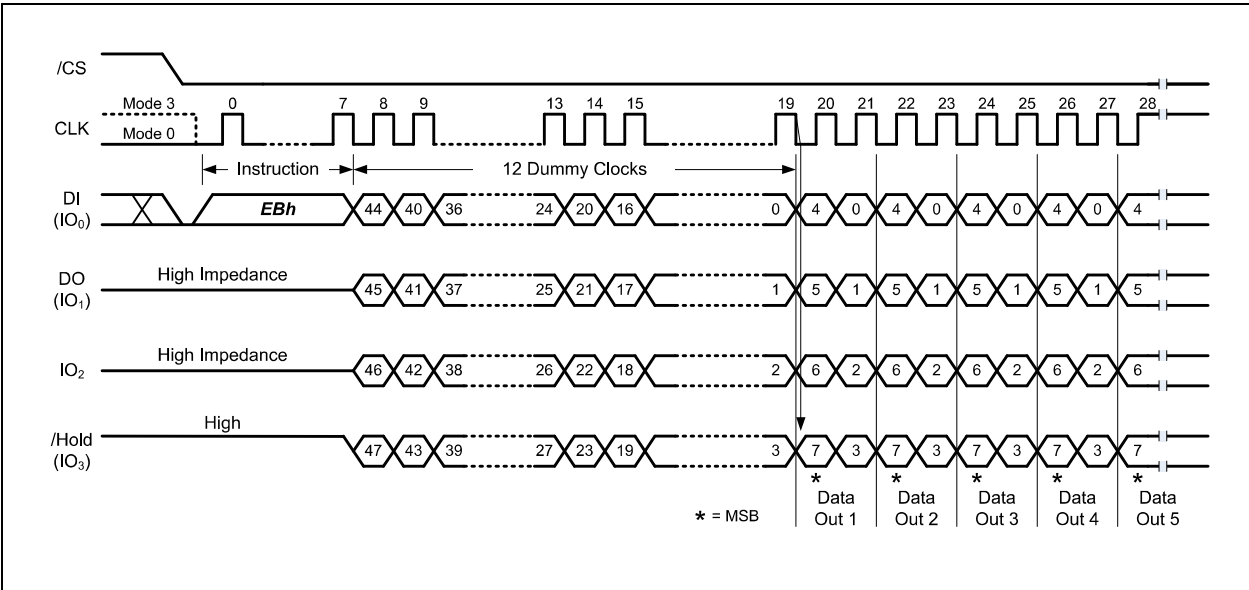 /CS
Mode 3 0 7 8 9 13 14 15 19 20 21 22 23 24 25 26 27 28
CLK
Mode 0
Instruction 12 Dummy Clocks
DI
(IO0) EBh 44 40 36 24 20 16 0 4 0 4 0 4 0 4 0 4
DO
(IO1) High Impedance 45 41 37 25 21 17 1 5 1 5 1 5 1 5 1 5
IO2 High Impedance 46 42 38 26 22 18 2 6 2 6 2 6 2 6 2 6
/Hold
(IO3) High 47 43 39 27 23 19 3 7 3 7 3 7 3 7 3 7
* * * * *
* = MSB
Data Out 1
Data Out 2
Data Out 3
Data Out 4
Data Out 5